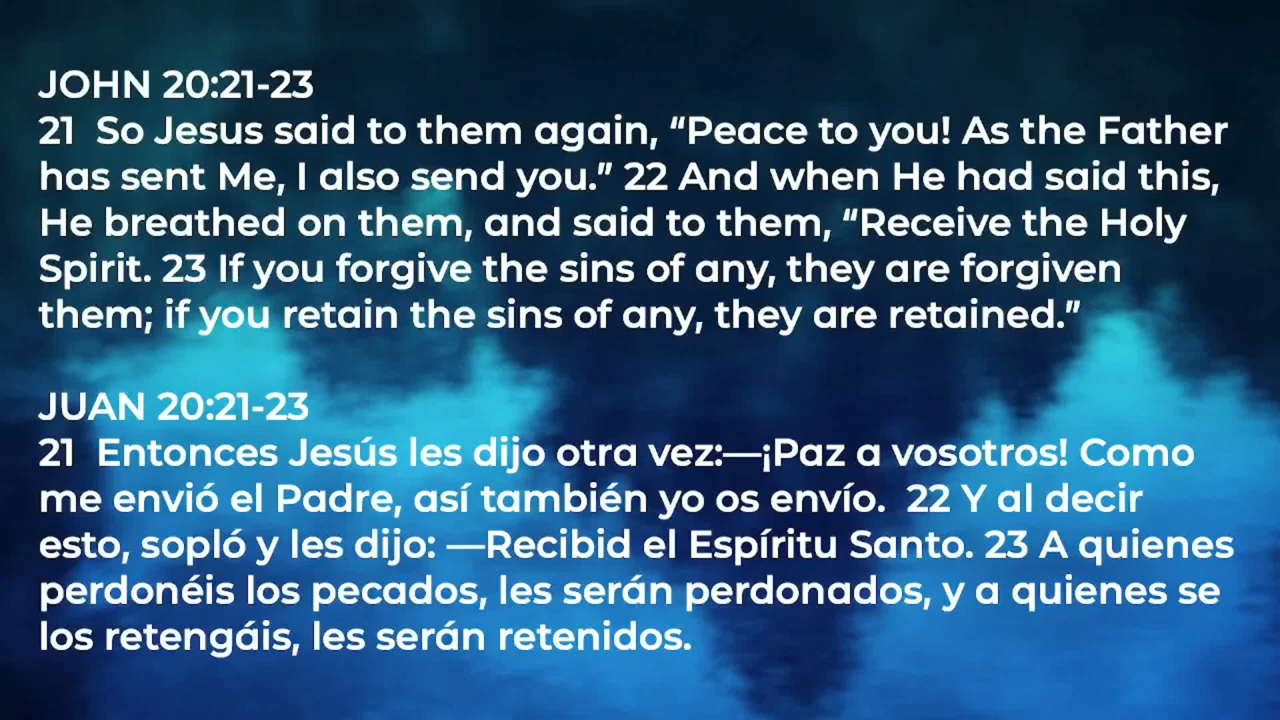 JOHN 20:21-23
21  So Jesus said to them again, “Peace to you! As the Father
has sent Me, I also send you.” 22 And when He had said this,
He breathed on them, and said to them, “Receive the Holy
Spirit. 23 If you forgive the sins of any, they are forgiven
them; if you retain the sins of any, they are retained.”
JUAN 20:21-23
21  Entonces Jesús les dijo otra vez:—¡Paz a vosotros! Como
me envió el Padre, así también yo os envío.  22 Y al decir
esto, sopló y les dijo: —Recibid el Espíritu Santo. 23 A quienes
perdonéis los pecados, les serán perdonados, y a quienes se
los retengáis, les serán retenidos.